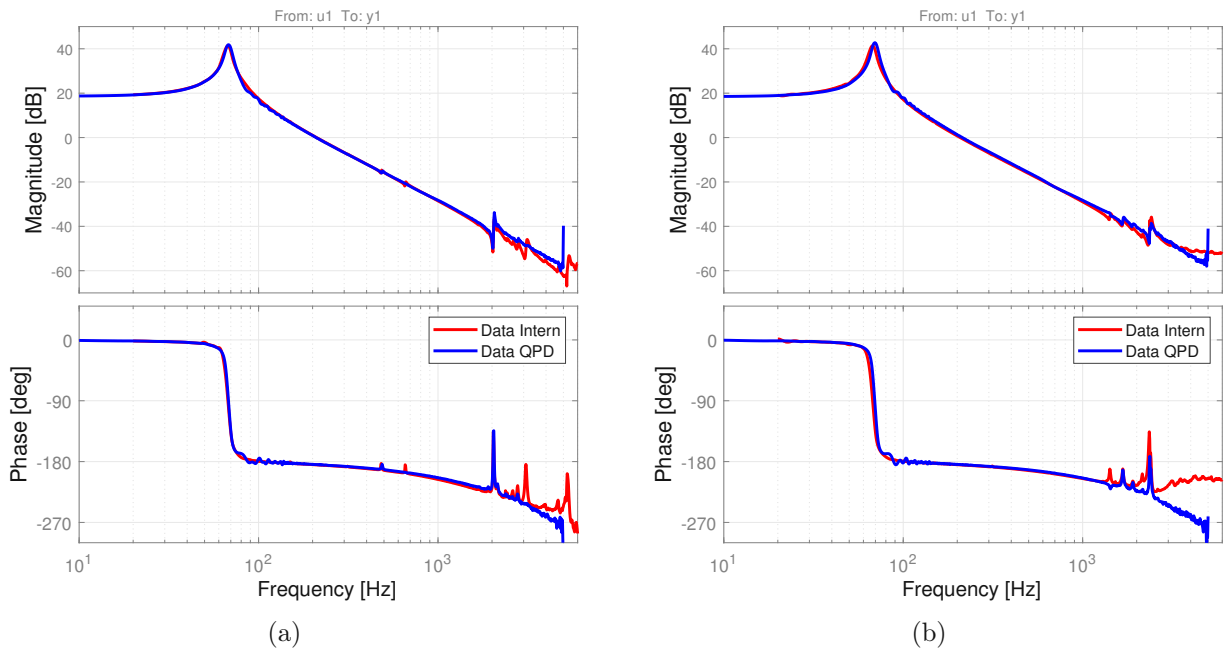 From: u1 To: y1
40
20
0
-20
-40
-60
Magnitude [dB]
0
-90
-180
-270
Phase [deg]
Data Intern
Data QPD
10^1
10^2
10^3
Frequency [Hz]
(a)
From: u1 To: y1
40
20
0
-20
-40
-60
Magnitude [dB]
0
-90
-180
-270
Phase [deg]
Data Intern
Data QPD
10^1
10^2
10^3
Frequency [Hz]
(b)